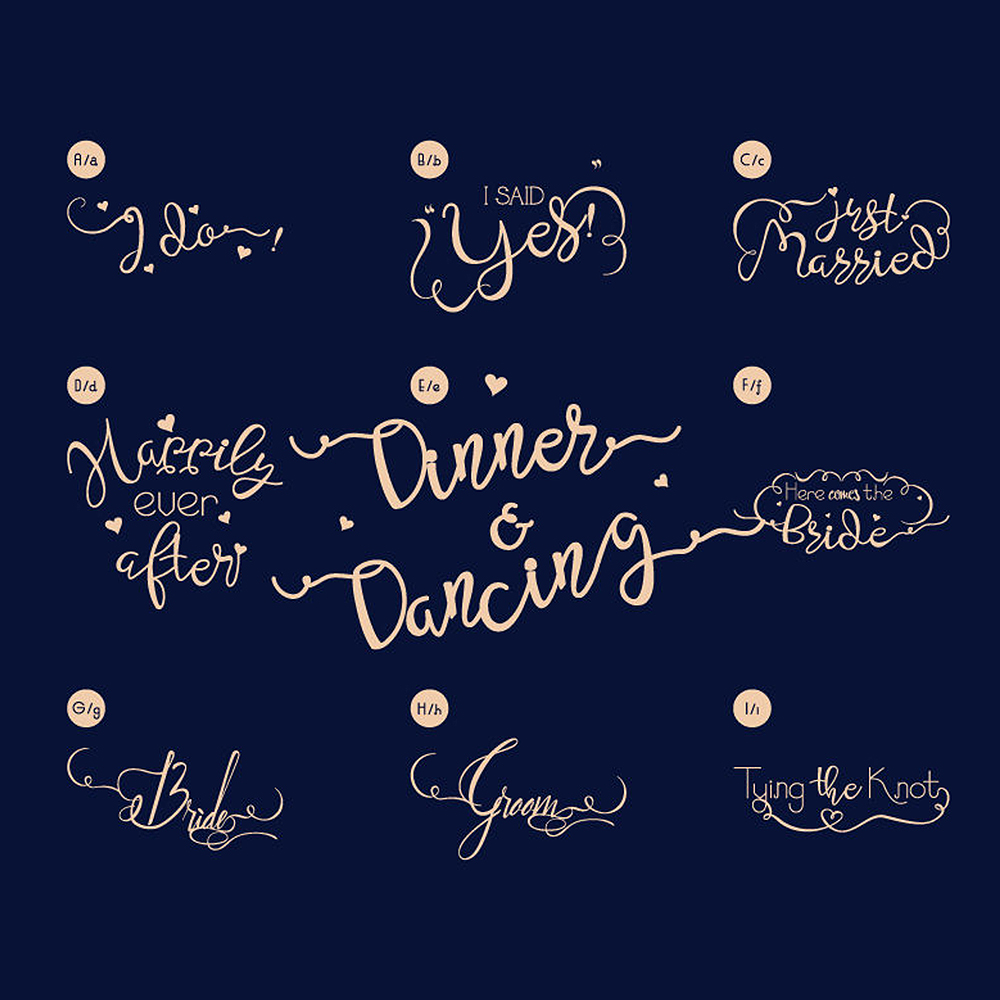 A/a
I do !
B/b
I SAID
" Yes! "
C/c
just
Married
D/d
Happily
ever
after
E/e
Dinner
&
Dancing
F/f
Here comes the
Bride
G/g
Bride
H/h
Groom
I/i
Tying the Knot